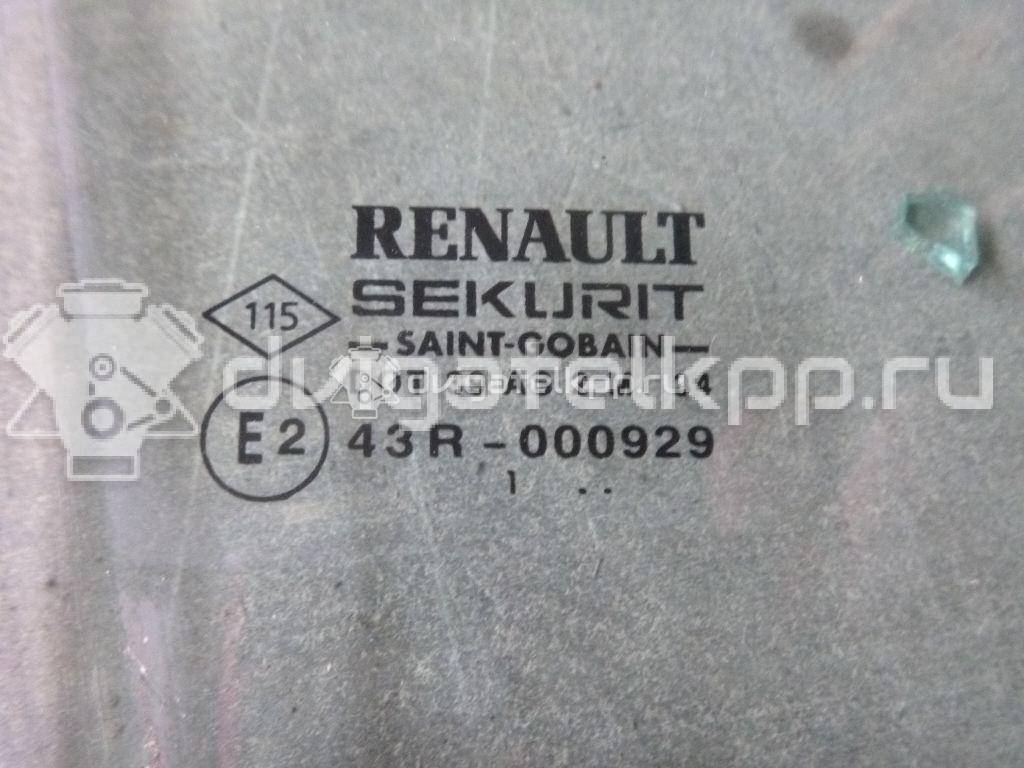 RENAULT
115
SEKURIT
SAINT-GOBAIN
E2
43R-000929
1 ..
dvigatelkpp.ru